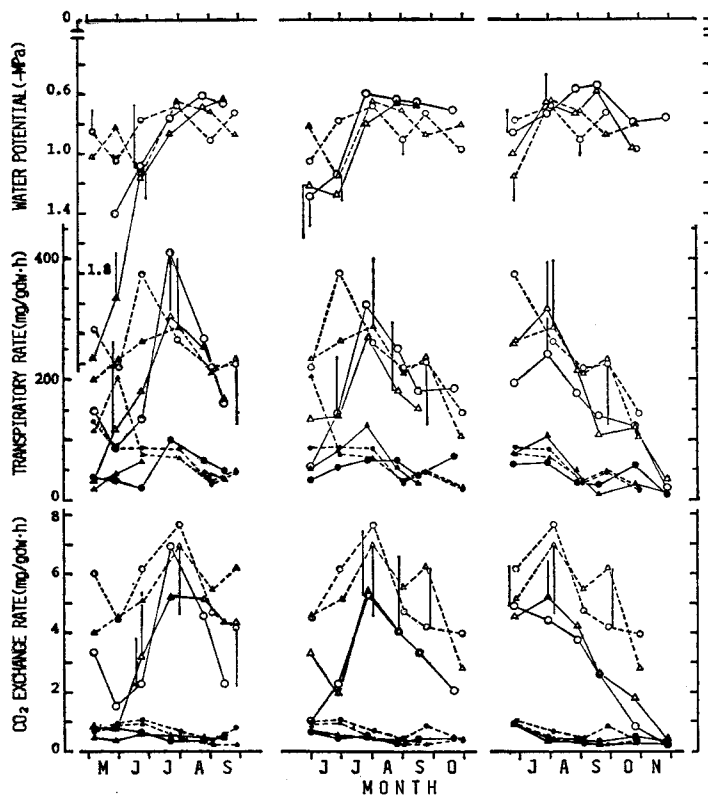 0
WATER POTENTIAL(-MPa)
0.6
1.0
1.4
1.8
2
TRANSPIRATORY RATE(mg/gdw·h)
400
200
0
CO2 EXCHANGE RATE(mg/gdw·h)
8
6
4
2
0
M J J A S
J J A S O
J A S O N
MONTH